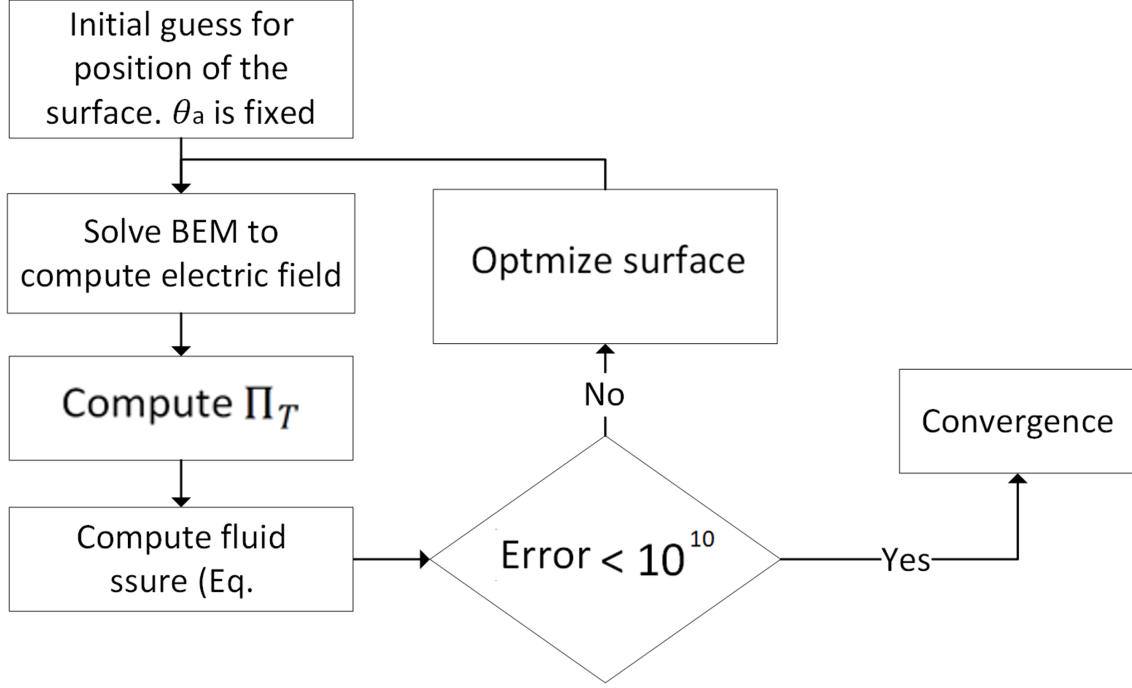 Initial guess for
position of the
surface. θa is fixed
Solve BEM to
compute electric field
Compute Π_T
Compute fluid
ssure (Eq.
Error < 10^10
No
Optmize surface
Yes
Convergence